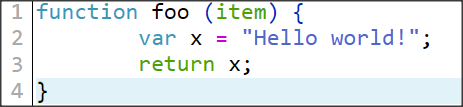 1 function foo (item) {
2         var x = "Hello world!";
3         return x;
4 }